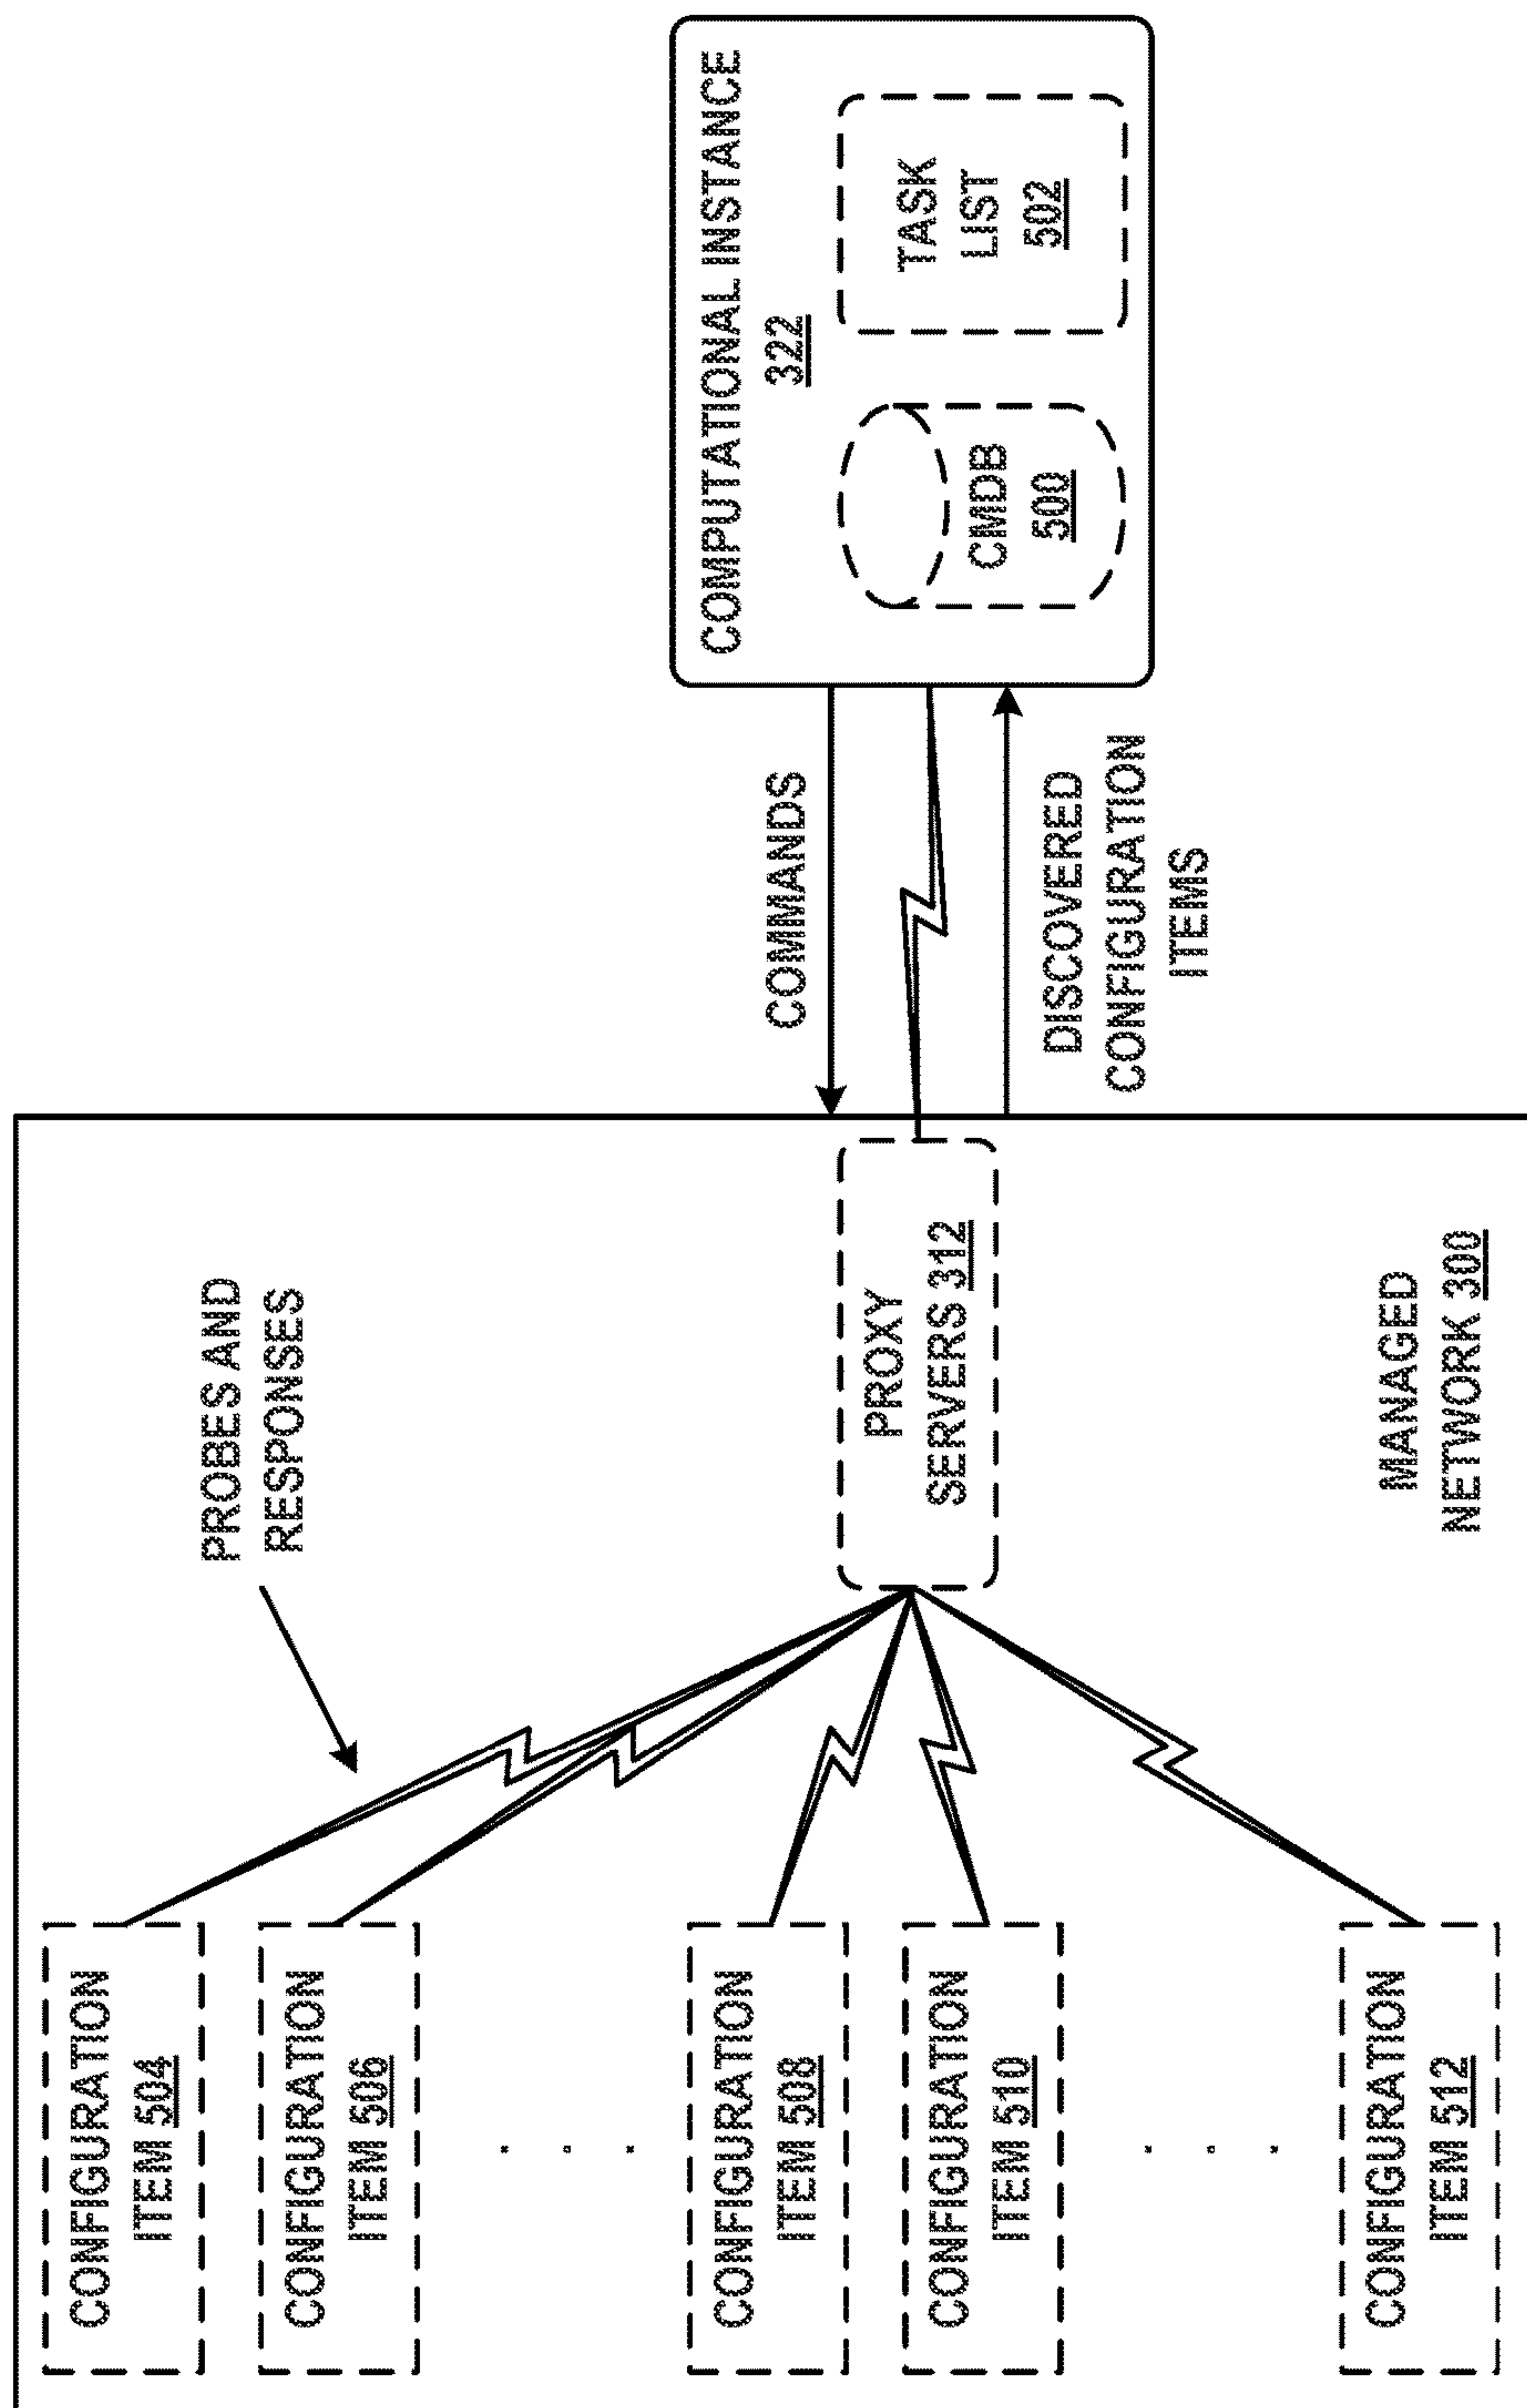 COMPUTATIONAL INSTANCE
322
CMDB
500
TASK
LIST
502
COMMANDS
DISCOVERED
CONFIGURATION
ITEMS
PROBES AND
RESPONSES
PROXY
SERVERS 312
MANAGED
NETWORK 300
CONFIGURATION
ITEM 504
CONFIGURATION
ITEM 506
CONFIGURATION
ITEM 508
CONFIGURATION
ITEM 510
CONFIGURATION
ITEM 512